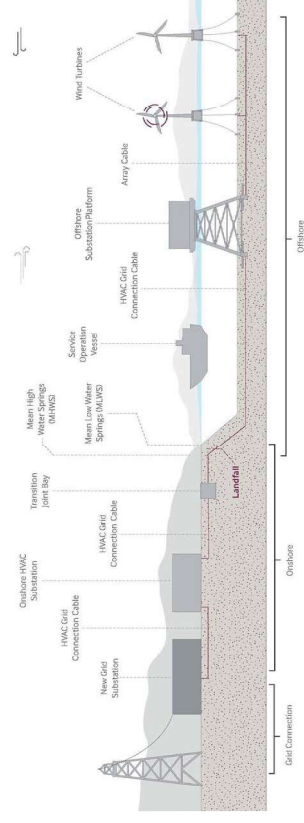 Wind Turbines
Array Cable
Offshore
Substation Platform
HVAC Grid
Connection Cable
Service
Operation
Vessel
Mean High
Water Springs
(MHWS)
Mean Low Water
Springs (MLWS)
Transition
Joint Bay
Landfall
HVAC Grid
Connection Cable
Onshore HVAC
Substation
HVAC Grid
Connection Cable
New Grid
Substation
Offshore
Onshore
Grid Connection